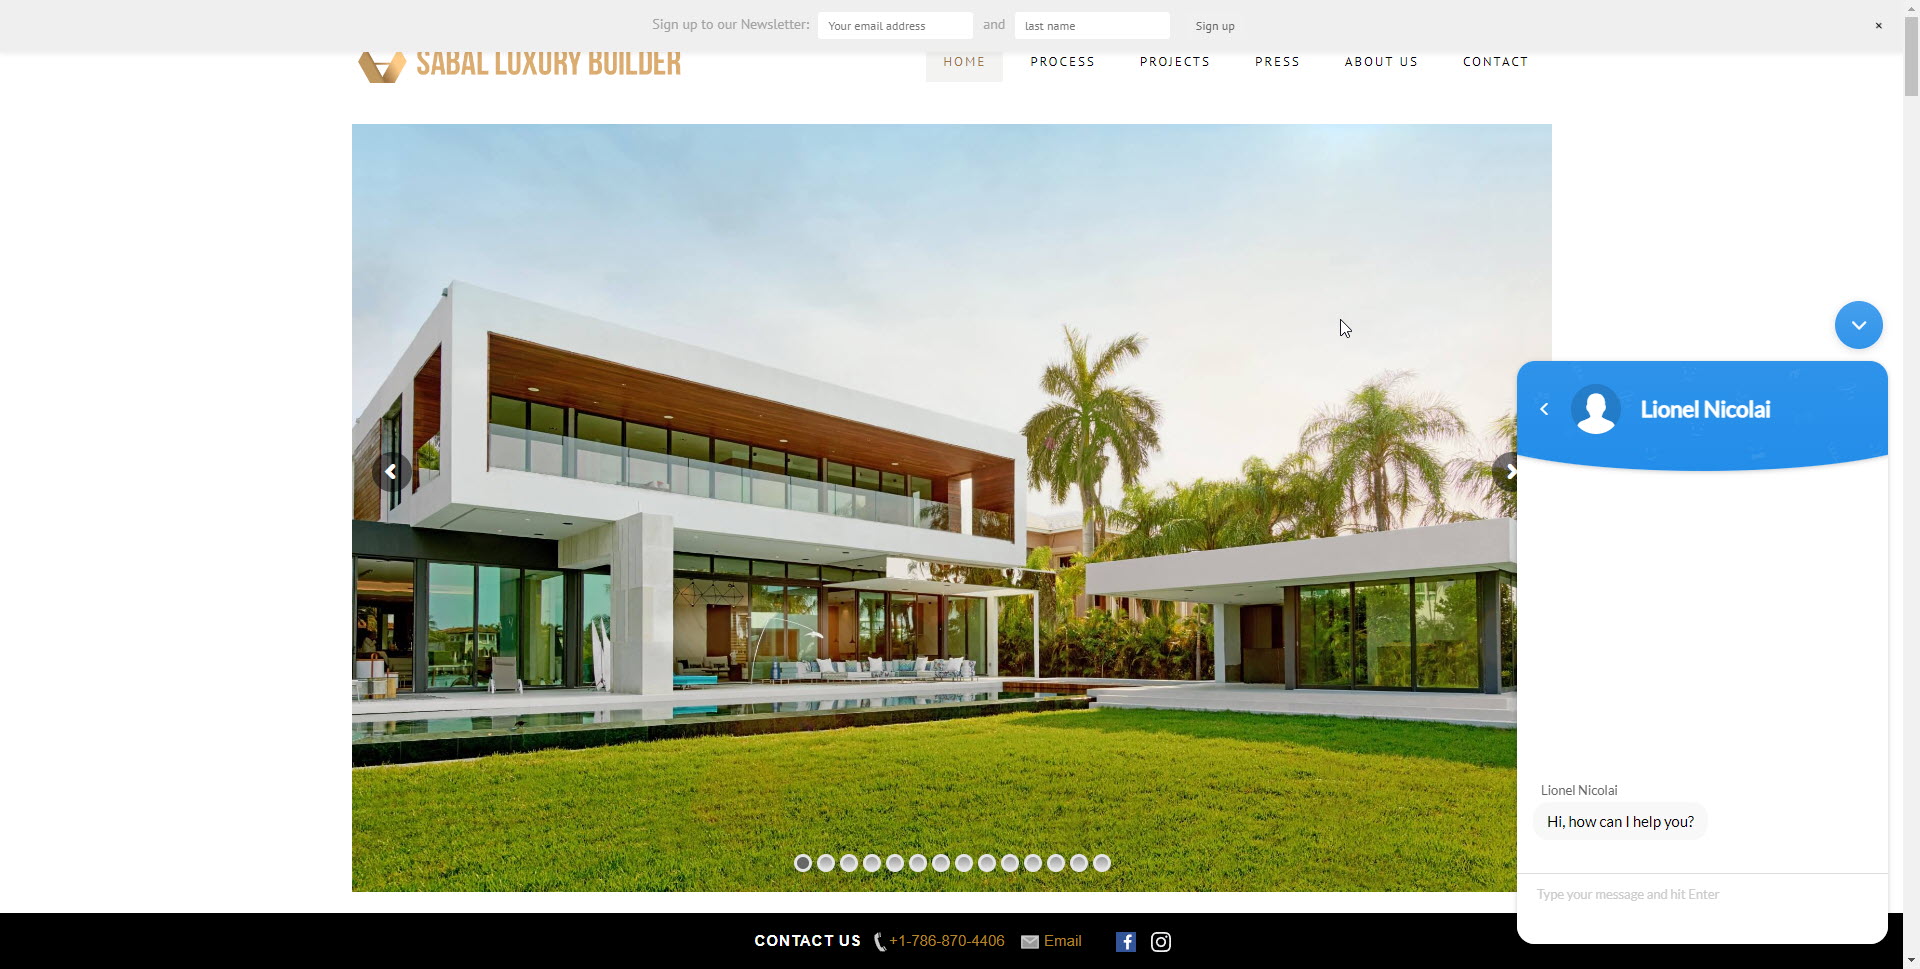 Sign up to our Newsletter: Your email address and last name Sign up ×
SABAL LUXURY BUILDER
HOME PROCESS PROJECTS PRESS ABOUT US CONTACT
Lionel Nicolai
Lionel Nicolai
Hi, how can I help you?
Type your message and hit Enter
CONTACT US +1-786-870-4406 Email